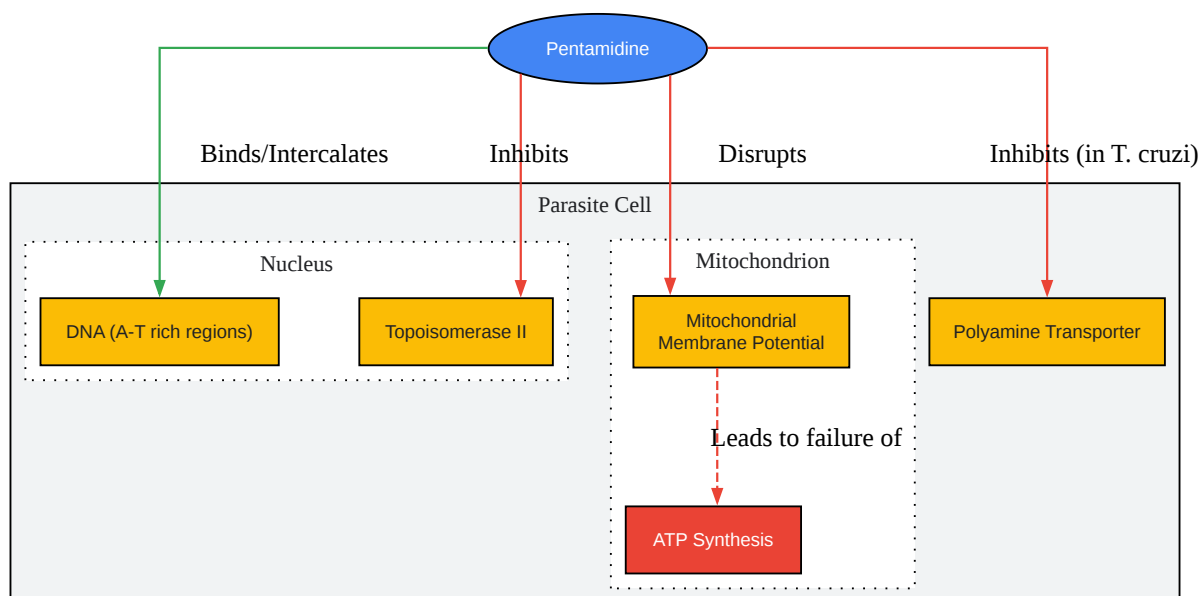 Pentamidine
Binds/Intercalates
Inhibits
Disrupts
Inhibits (in T. cruzi)
Parasite Cell
Nucleus
Mitochondrion
DNA (A-T rich regions)
Topoisomerase II
Mitochondrial
Membrane Potential
Polyamine Transporter
Leads to failure of
ATP Synthesis